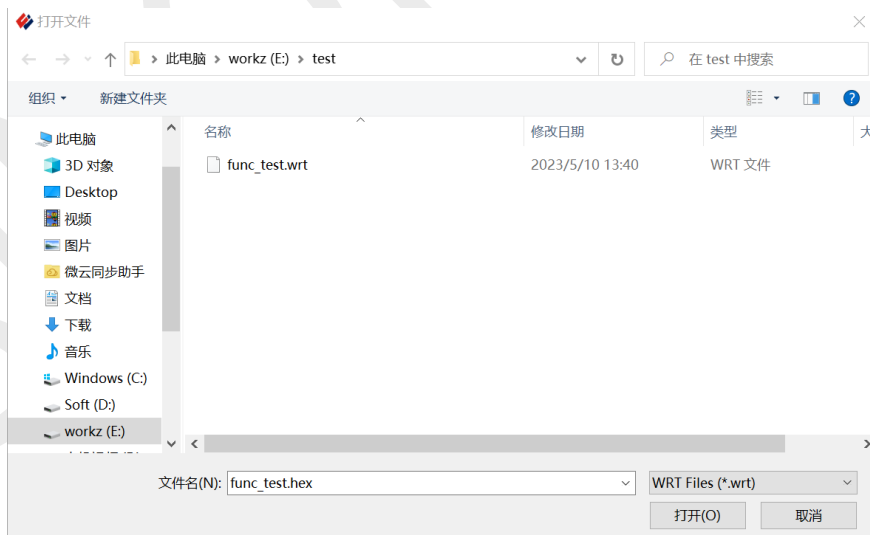 打开文件
此电脑 > workz (E:) > test
在 test 中搜索
组织 新建文件夹
名称 修改日期 类型 大
此电脑
3D 对象
func_test.wrt 2023/5/10 13:40 WRT 文件
Desktop
视频
图片
微云同步助手
文档
下载
音乐
Windows (C:)
Soft (D:)
workz (E:)
文件名(N): func_test.hex WRT Files (*.wrt)
打开(O) 取消